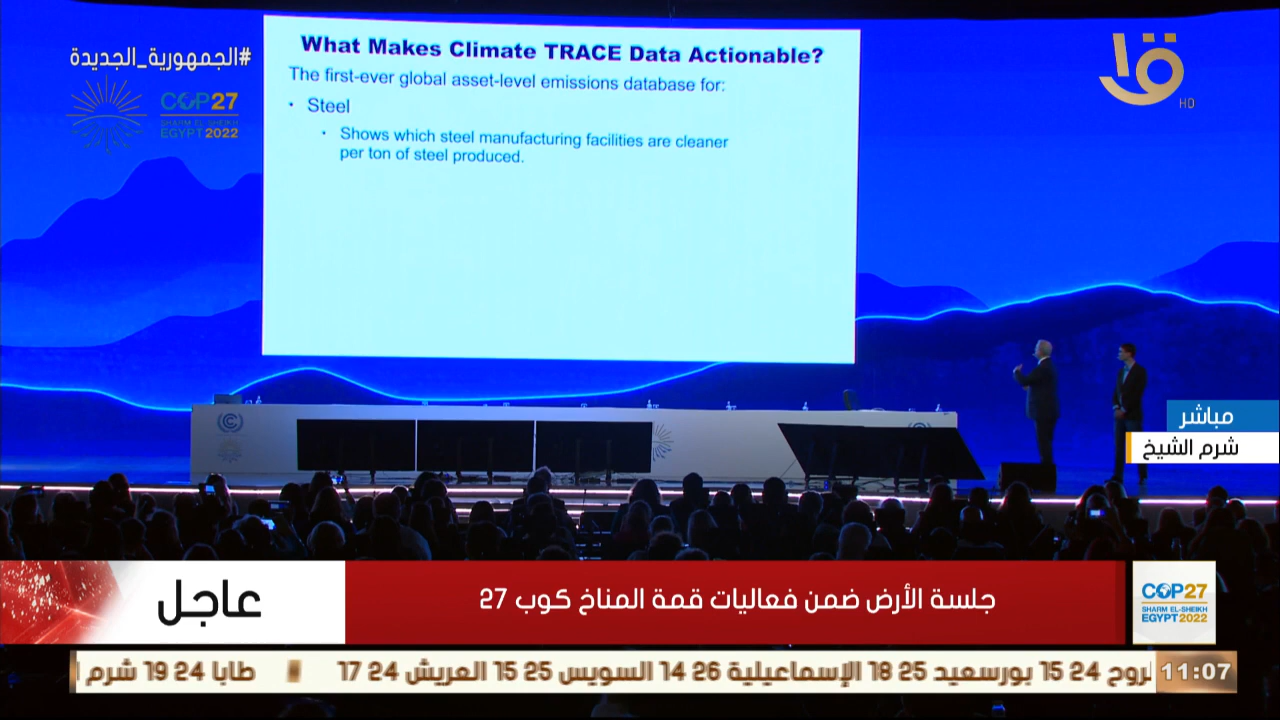 #الجمهورية_الجديدة
COP27
SHARM EL-SHEIKH
EGYPT 2022
What Makes Climate TRACE Data Actionable?
The first-ever global asset-level emissions database for:
• Steel
• Shows which steel manufacturing facilities are cleaner
per ton of steel produced.
HD
مباشر
شرم الشيخ
عاجل
جلسة الأرض ضمن فعاليات قمة المناخ كوب 27
COP27
SHARM EL-SHEIKH
EGYPT 2022
24 15 بورسعيد 25 18 الإسماعيلية 26 14 السويس 25 15 العريش 24 17
طابا 24 19 شرم
11:07